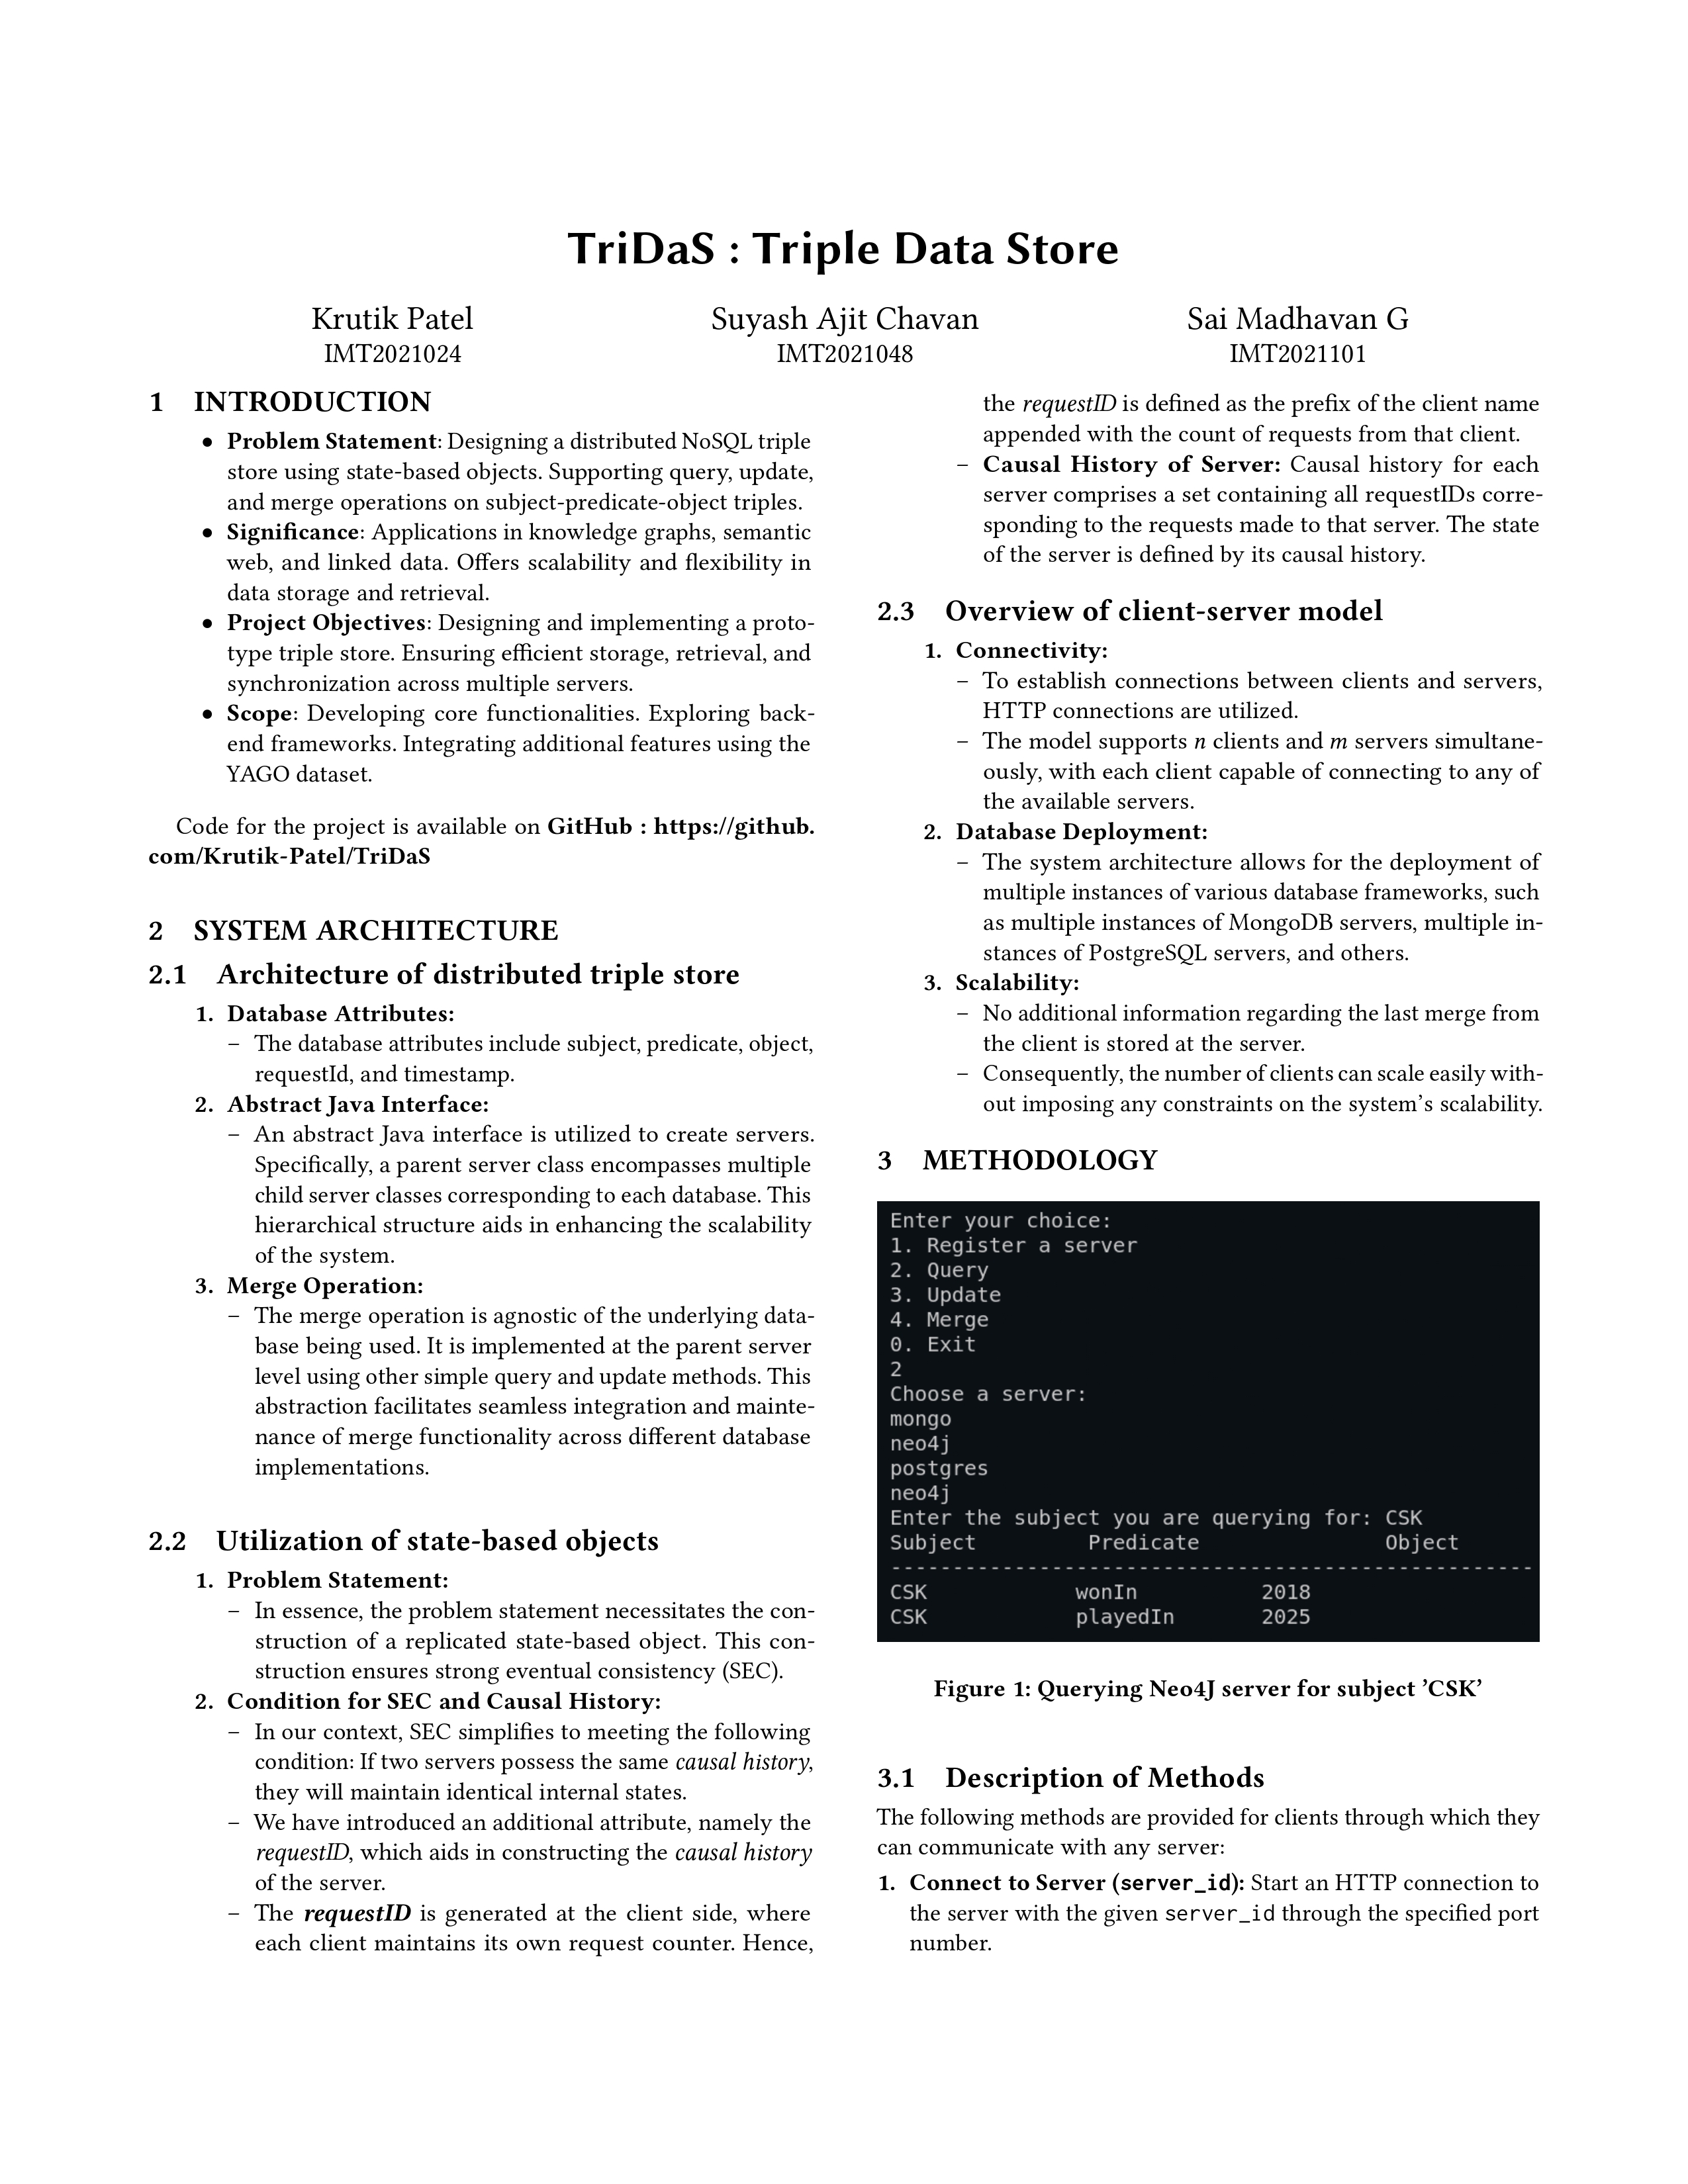 TriDaS : Triple Data Store
Krutik Patel
IMT2021024
Suyash Ajit Chavan
IMT2021048
Sai Madhavan G
IMT2021101
1 INTRODUCTION
• Problem Statement: Designing a distributed NoSQL triple
store using state-based objects. Supporting query, update,
and merge operations on subject-predicate-object triples.
• Significance: Applications in knowledge graphs, semantic
web, and linked data. Offers scalability and flexibility in
data storage and retrieval.
• Project Objectives: Designing and implementing a proto-
type triple store. Ensuring efficient storage, retrieval, and
synchronization across multiple servers.
• Scope: Developing core functionalities. Exploring back-
end frameworks. Integrating additional features using the
YAGO dataset.
Code for the project is available on GitHub : https://github.
com/Krutik-Patel/TriDaS
2 SYSTEM ARCHITECTURE
2.1 Architecture of distributed triple store
1. Database Attributes:
– The database attributes include subject, predicate, object,
requestId, and timestamp.
2. Abstract Java Interface:
– An abstract Java interface is utilized to create servers.
Specifically, a parent server class encompasses multiple
child server classes corresponding to each database. This
hierarchical structure aids in enhancing the scalability
of the system.
3. Merge Operation:
– The merge operation is agnostic of the underlying data-
base being used. It is implemented at the parent server
level using other simple query and update methods. This
abstraction facilitates seamless integration and mainte-
nance of merge functionality across different database
implementations.
2.2 Utilization of state-based objects
1. Problem Statement:
– In essence, the problem statement necessitates the con-
struction of a replicated state-based object. This con-
struction ensures strong eventual consistency (SEC).
2. Condition for SEC and Causal History:
– In our context, SEC simplifies to meeting the following
condition: If two servers possess the same causal history,
they will maintain identical internal states.
– We have introduced an additional attribute, namely the
requestID, which aids in constructing the causal history
of the server.
– The requestID is generated at the client side, where
each client maintains its own request counter. Hence,
the requestID is defined as the prefix of the client name
appended with the count of requests from that client.
– Causal History of Server: Causal history for each
server comprises a set containing all requestIDs corre-
sponding to the requests made to that server. The state
of the server is defined by its causal history.
2.3 Overview of client-server model
1. Connectivity:
– To establish connections between clients and servers,
HTTP connections are utilized.
– The model supports n clients and m servers simultane-
ously, with each client capable of connecting to any of
the available servers.
2. Database Deployment:
– The system architecture allows for the deployment of
multiple instances of various database frameworks, such
as multiple instances of MongoDB servers, multiple in-
stances of PostgreSQL servers, and others.
3. Scalability:
– No additional information regarding the last merge from
the client is stored at the server.
– Consequently, the number of clients can scale easily with-
out imposing any constraints on the system's scalability.
3 METHODOLOGY
Enter your choice:
1. Register a server
2. Query
3. Update
4. Merge
0. Exit
2
Choose a server:
mongo
neo4j
postgres
neo4j
Enter the subject you are querying for: CSK
Subject Predicate Object
----------------------------------------------------
CSK wonIn 2018
CSK playedIn 2025
Figure 1: Querying Neo4J server for subject 'CSK'
3.1 Description of Methods
The following methods are provided for clients through which they
can communicate with any server:
1. Connect to Server (server_id): Start an HTTP connection to
the server with the given server_id through the specified port
number.